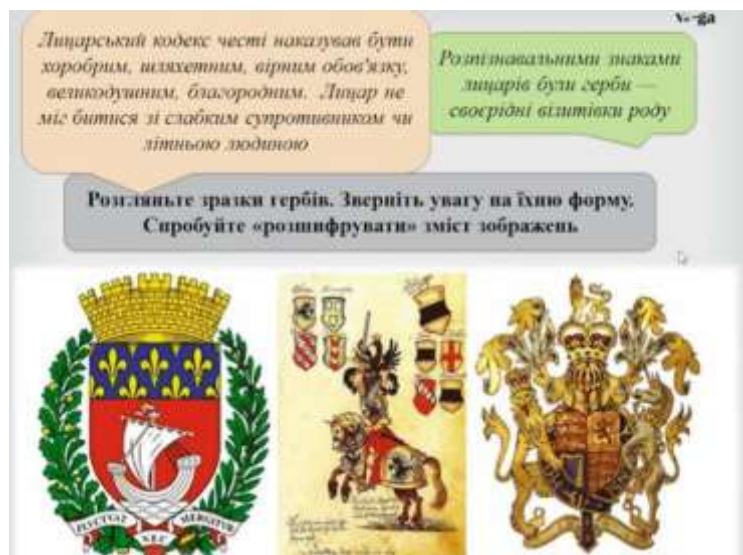 Лицарський кодекс честі наказував бути
хоробрим, шляхетним, вірним обов'язку,
великодушним, благородним. Лицар не
міг битися зі слабким супротивником чи
літньою людиною
Розпізнавальними знаками
лицарів були герби —
своєрідні візитівки роду
Розгляньте зразки гербів. Зверніть увагу на їхню форму.
Спробуйте «розшифрувати» зміст зображень
FLVCTVAT NEC MERGITVR